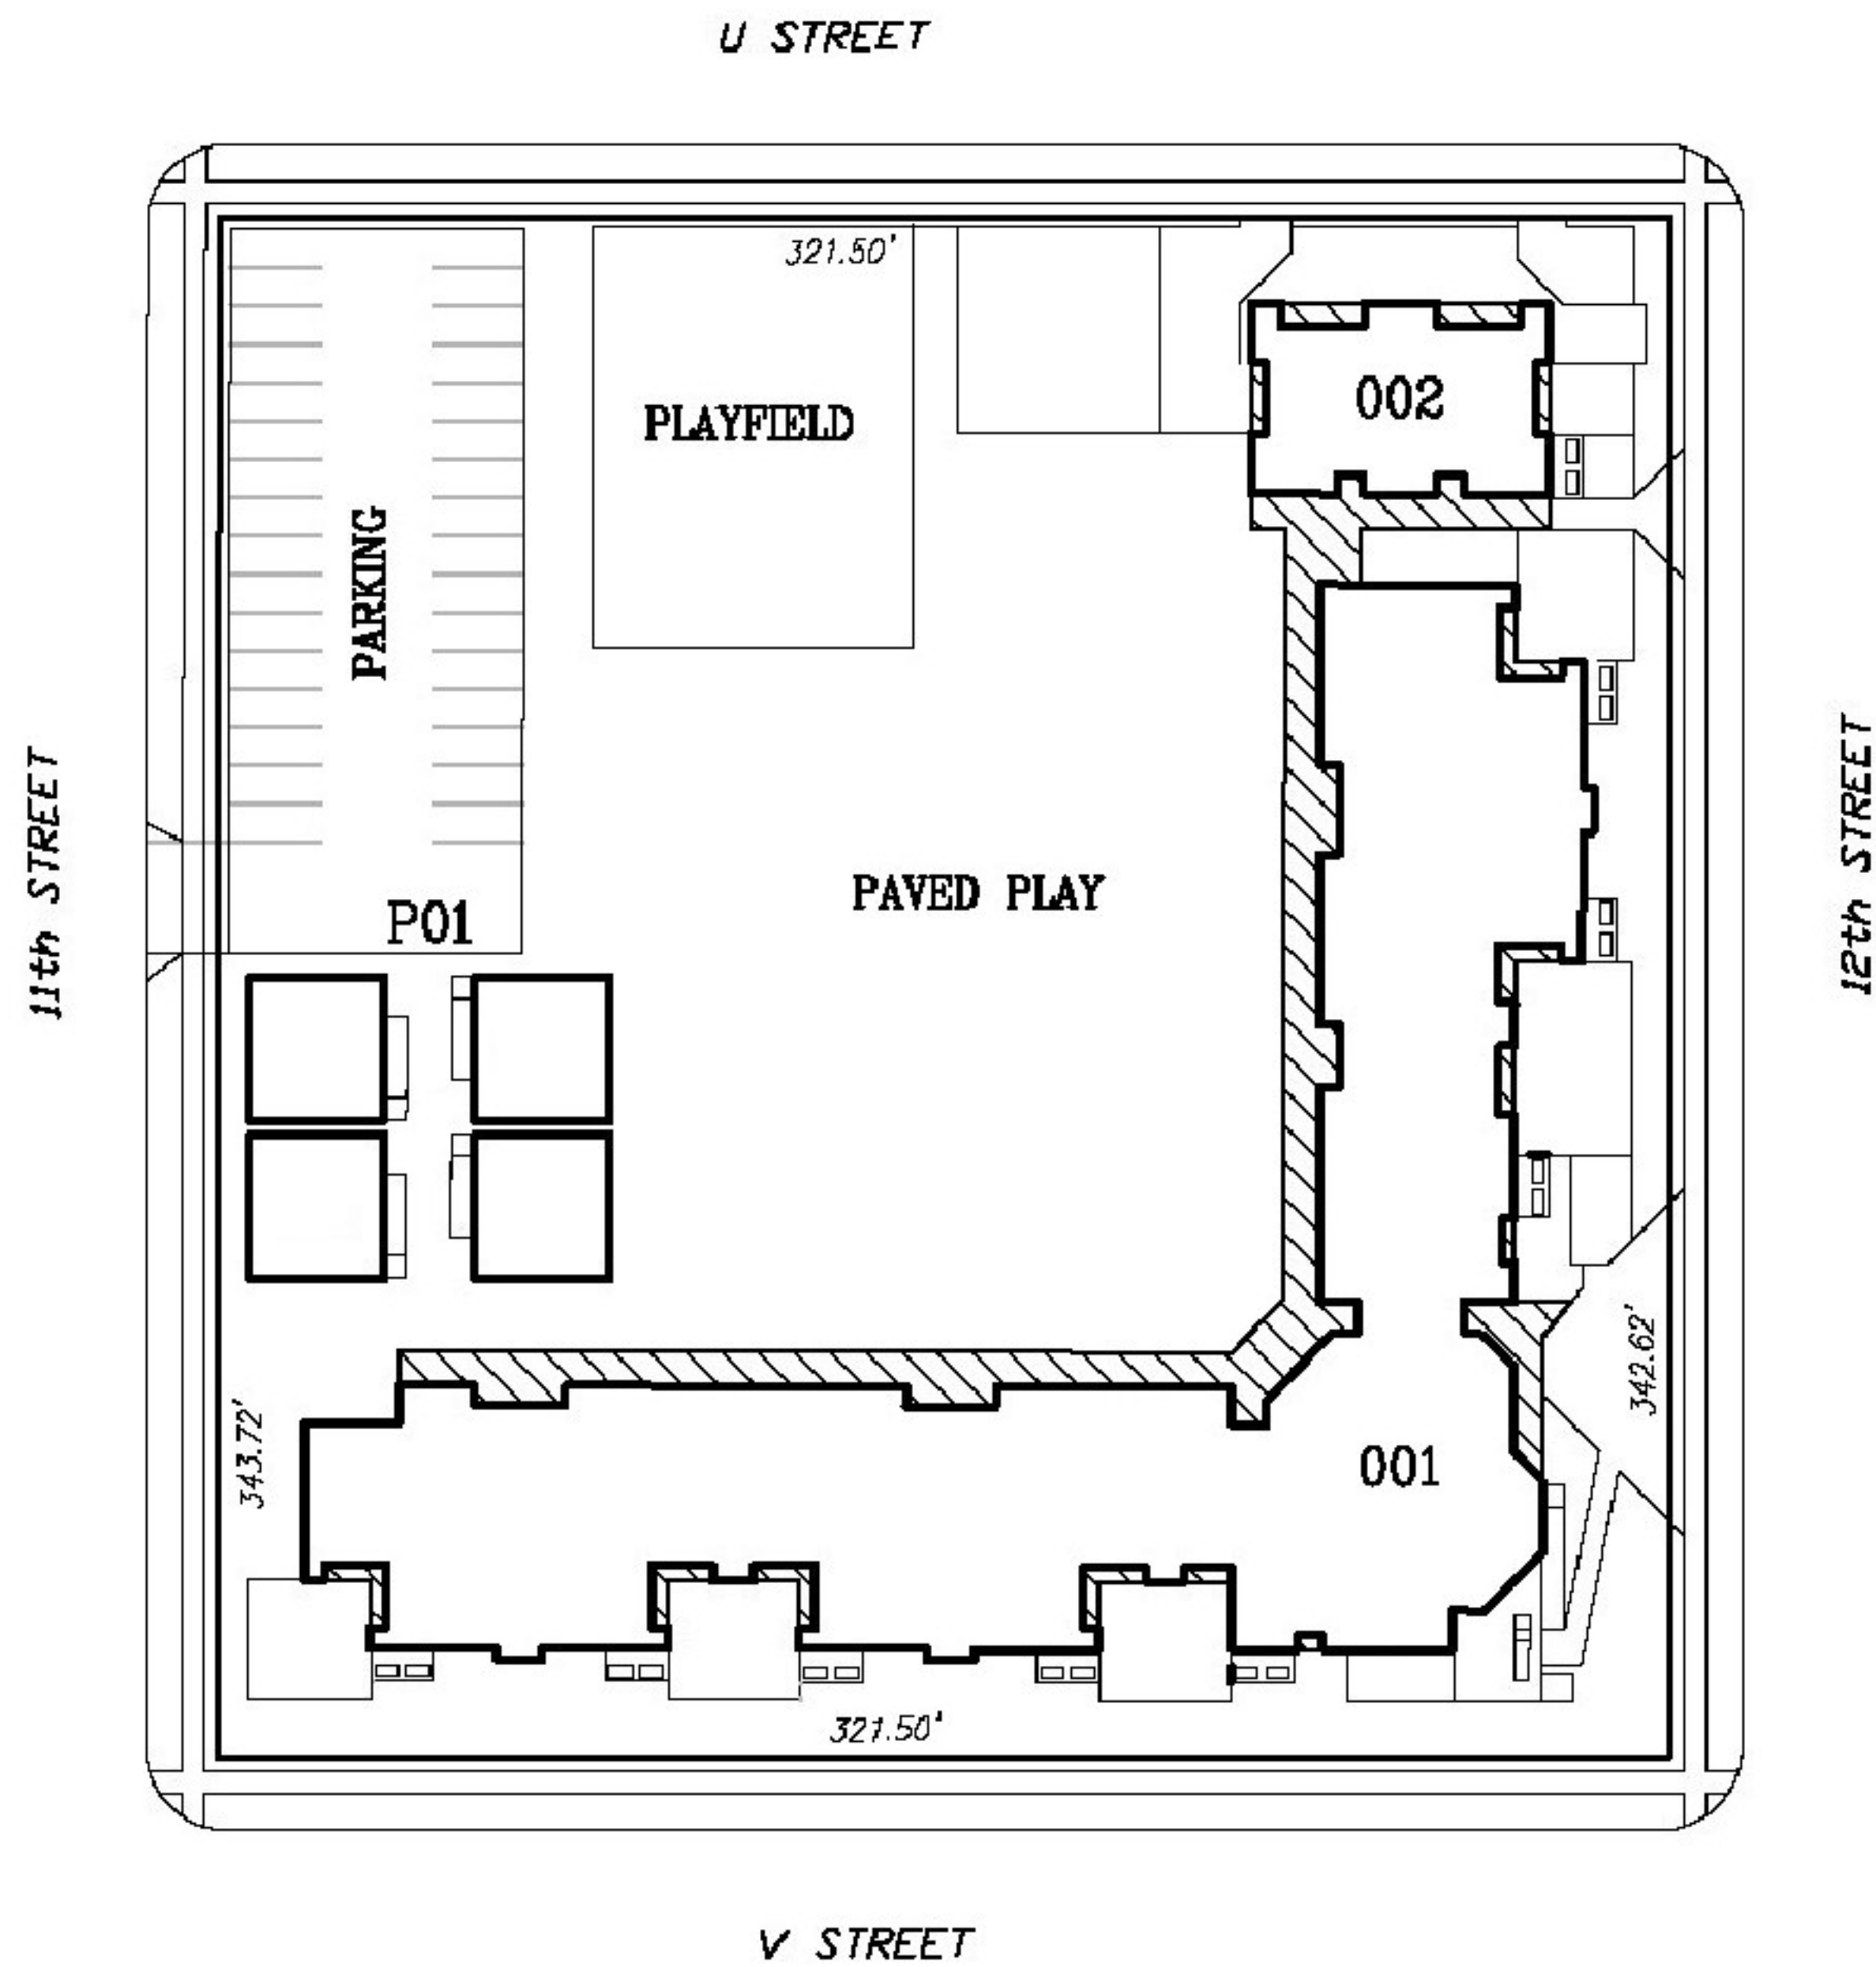 U STREET
321.50'
002
PLAYFIELD
PARKING
PAVED PLAY
P01
11th STREET
12th STREET
342.62'
343.72'
001
321.50'
V STREET